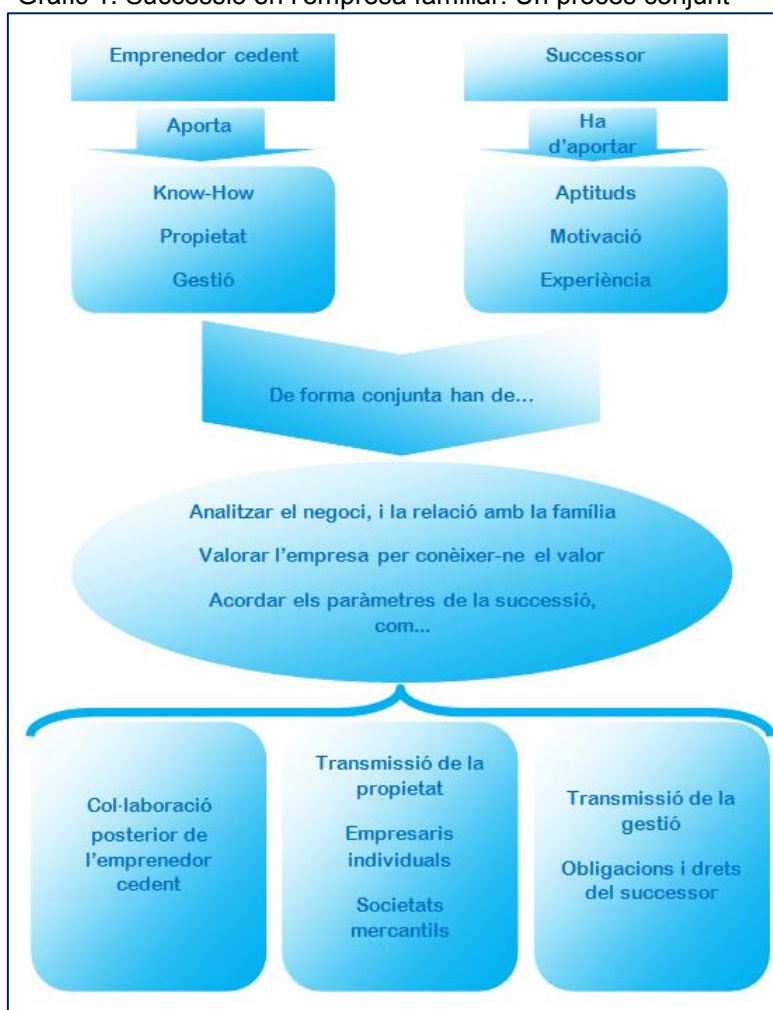 Gràfic 1. Successió en l'empresa familiar. Un procés conjunt
Emprenedor cedent
Successor
Aporta
Ha
d'aportar
Know-How
Propietat
Gestió
Aptituds
Motivació
Experiència
De forma conjunta han de...
Analitzar el negoci, i la relació amb la família
Valorar l'empresa per conèixer-ne el valor
Acordar els paràmetres de la successió,
com...
Col·laboració
posterior de
l'emprenedor
cedent
Transmissió de la
propietat
Empresaris
individuals
Societats
mercantils
Transmissió de la
gestió
Obligacions i drets
del successor